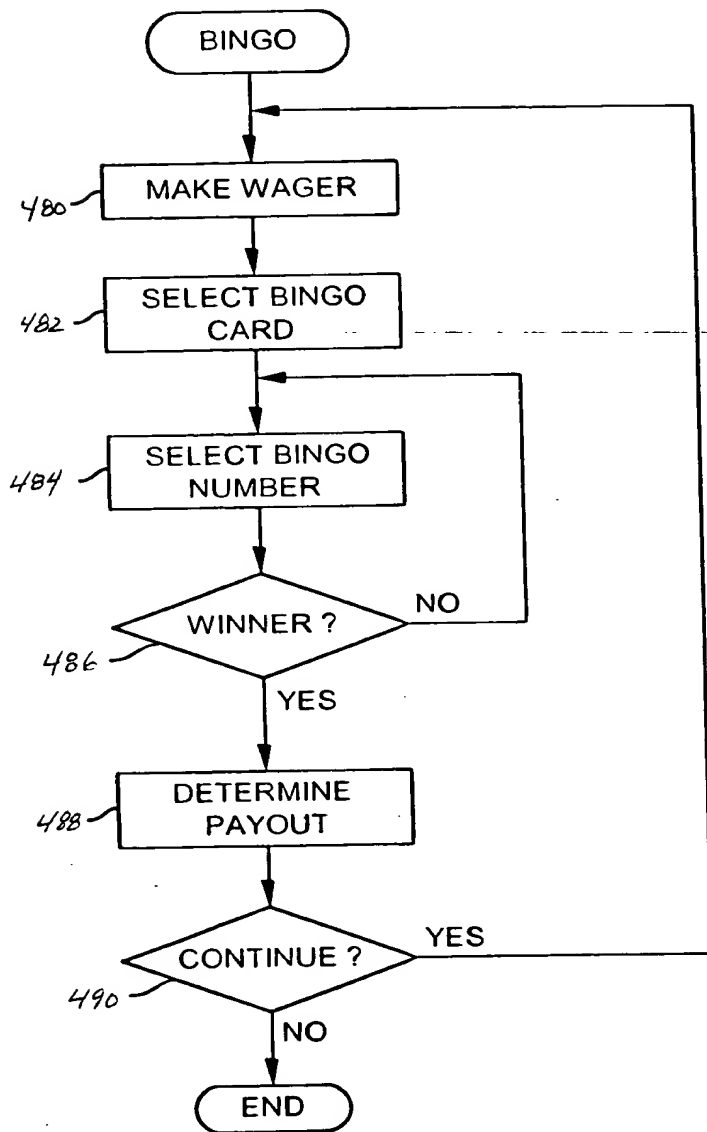 BINGO
480
MAKE WAGER
482
SELECT BINGO
CARD
484
SELECT BINGO
NUMBER
WINNER ?
NO
486
YES
488
DETERMINE
PAYOUT
CONTINUE ?
YES
490
NO
END